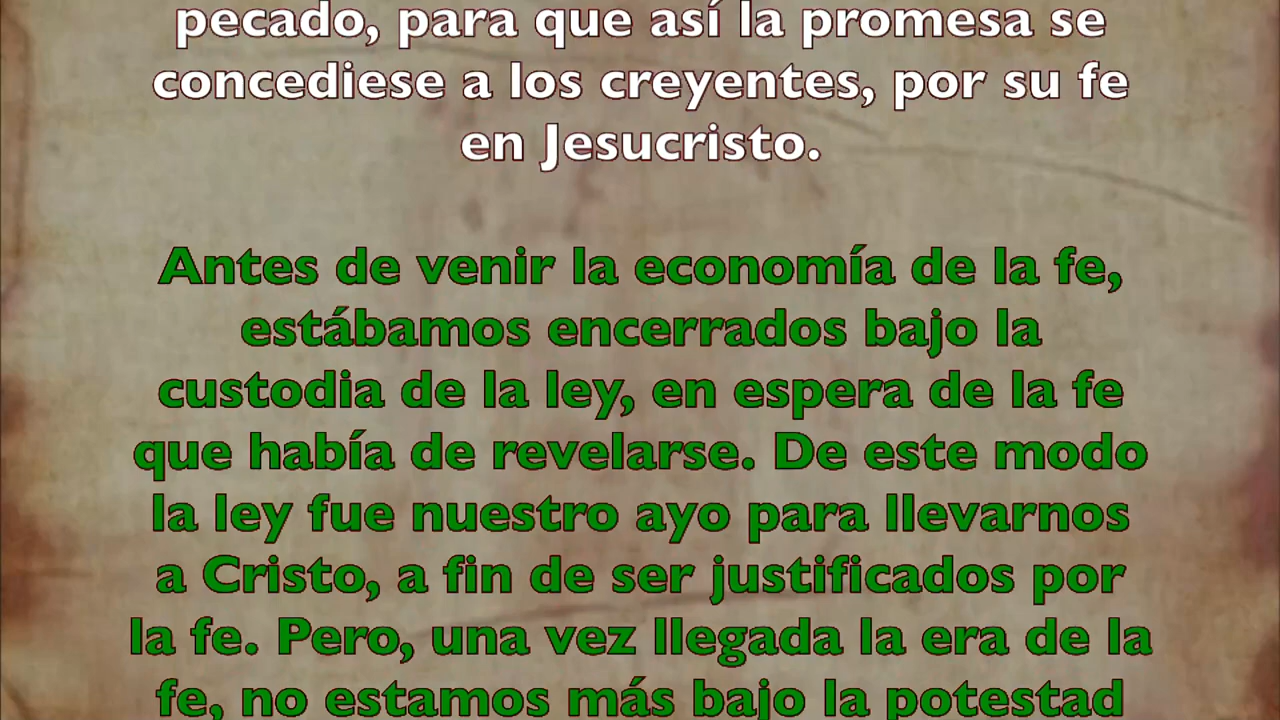 pecado, para que así la promesa se
concediese a los creyentes, por su fe
en Jesucristo.
Antes de venir la economía de la fe,
estábamos encerrados bajo la
custodia de la ley, en espera de la fe
que había de revelarse. De este modo
la ley fue nuestro ayo para llevarnos
a Cristo, a fin de ser justificados por
la fe. Pero, una vez llegada la era de la
fe, no estamos más bajo la potestad